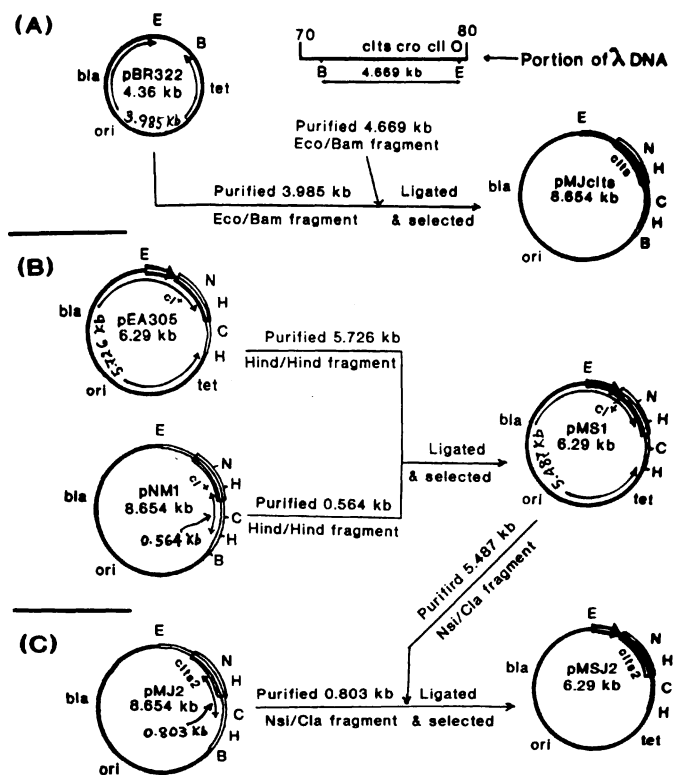 (A)
E
B
bla
pBR322
4.36 kb
tet
3.985 Kb
ori
70
80
cIts cro cII O
B
4.669 kb
E
Portion of λ DNA
Purified 4.669 kb
Eco/Bam fragment
Purified 3.985 kb
Eco/Bam fragment
Ligated
& selected
E
N
cIts
H
bla
pMJcIts
8.654 kb
C
H
B
ori
(B)
E
N
cI+
H
bla
pEA305
6.29 kb
C
H
5.726 Kb
ori
tet
Purified 5.726 kb
Hind/Hind fragment
E
N
H
cI+
bla
pNM1
8.654 kb
C
0.564 Kb
H
B
ori
Purified 0.564 kb
Hind/Hind fragment
Ligated
& selected
E
N
cI+
H
bla
pMS1
6.29 kb
C
H
5.487 Kb
ori
tet
Purifird 5.487 kb
Nsi/Cla fragment
(C)
E
N
cIts2
H
bla
pMJ2
8.654 kb
C
0.803 Kb
H
B
ori
Purified 0.803 kb
Nsi/Cla fragment
Ligated
& selected
E
N
cIts2
H
bla
pMSJ2
6.29 kb
C
H
ori
tet